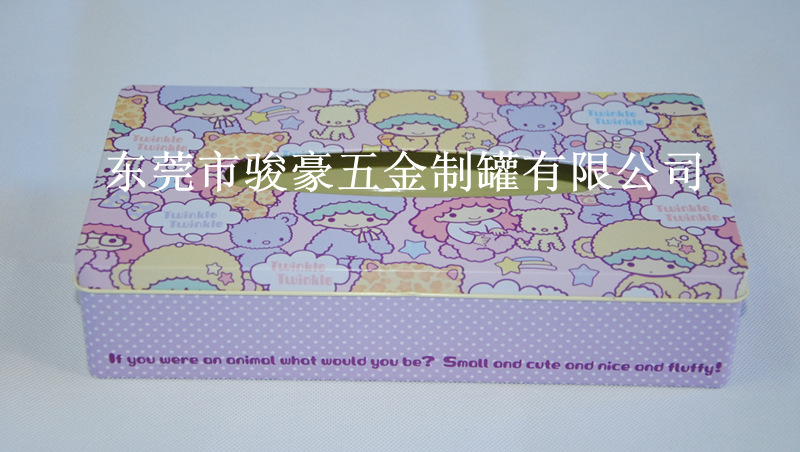 Twinkle
Twinkle
Twinkle
Twinkle
东莞市骏豪五金制罐有限公司
Twinkle
Twinkle
Twinkle
Twinkle
Twinkle
Twinkle
If you were an animal what would you be? Small and cute and nice and fluffy!